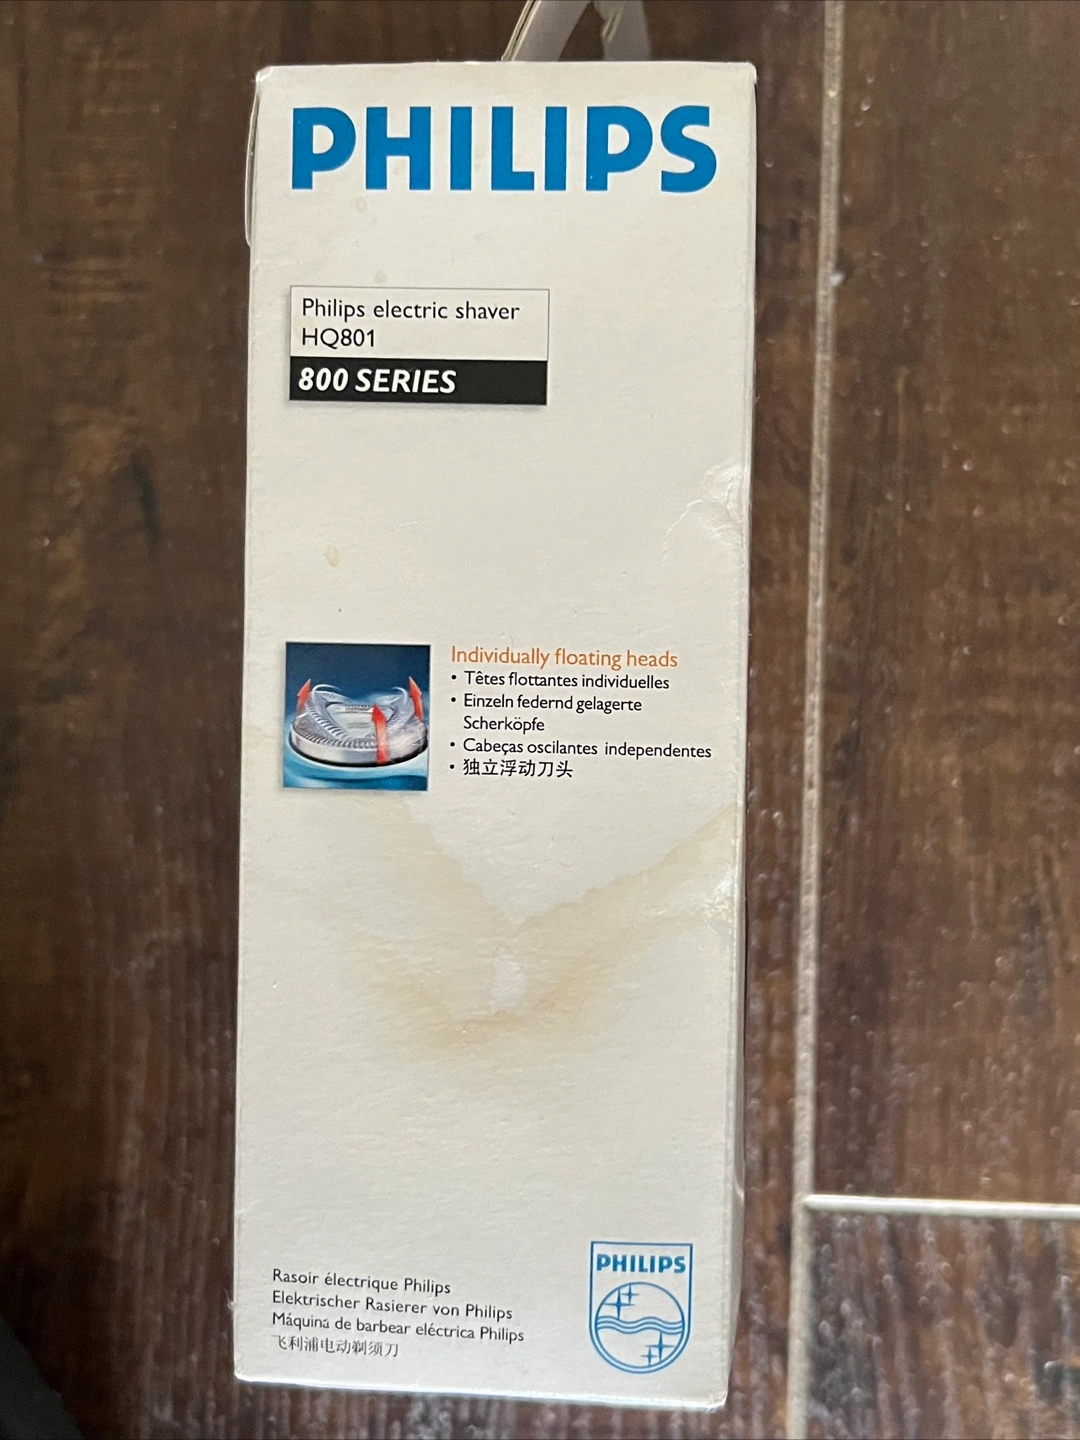 PHILIPS
Philips electric shaver
HQ801
800 SERIES
Individually floating heads
• Têtes flottantes individuelles
• Einzeln federnd gelagerte
Scherköpfe
• Cabeças oscilantes independentes
• 独立浮动刀头
Rasoir électrique Philips
Elektrischer Rasierer von Philips
Máquina de barbear eléctrica Philips
飞利浦电动剃须刀
PHILIPS